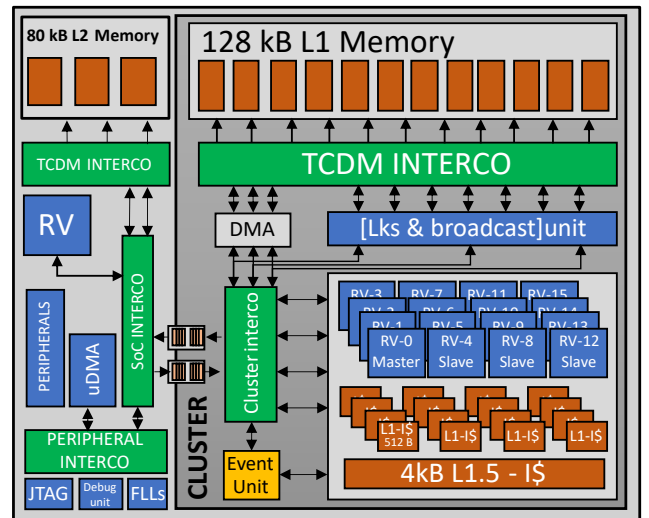 80 kB L2 Memory
128 kB L1 Memory
TCDM INTERCO
TCDM INTERCO
RV
DMA
[Lks & broadcast]unit
PERIPHERALS
uDMA
SoC INTERCO
Cluster interco
RV-3 RV-7 RV-11 RV-15
RV-1 RV-5 RV-9 RV-13
RV-0 RV-4 RV-8 RV-12
Master Slave Slave Slave
I$ I$ I$
L1-I$ L1-I$ L1-I$ L1-I$
512 B
4kB L1.5 - I$
PERIPHERAL
INTERCO
CLUSTER
Event
Unit
JTAG
Debug
unit
FLLs